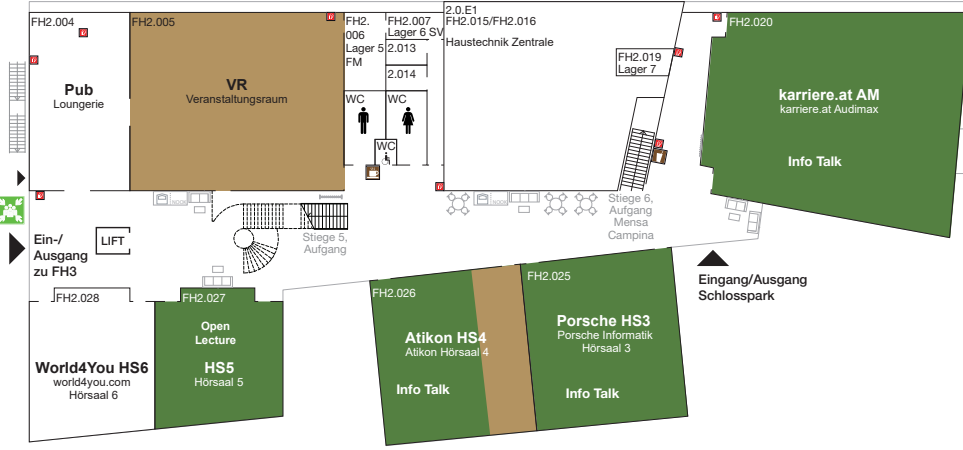 FH2.004
Pub
Loungerie
FH2.005
VR
Veranstaltungsraum
FH2.
006
Lager 5
FM
FH2.007
Lager 6 SV
2.013
2.014
WC
WC
WC
2.0.E1
FH2.015/FH2.016
Haustechnik Zentrale
FH2.019
Lager 7
FH2.020
karriere.at AM
karriere.at Audimax
Info Talk
Stiege 5,
Aufgang
Stiege 6,
Aufgang
Mensa
Campina
Ein-/
Ausgang
zu FH3
LIFT
Eingang/Ausgang
Schlosspark
FH2.028
World4You HS6
world4you.com
Hörsaal 6
FH2.027
Open
Lecture
HS5
Hörsaal 5
FH2.026
Atikon HS4
Atikon Hörsaal 4
Info Talk
FH2.025
Porsche HS3
Porsche Informatik
Hörsaal 3
Info Talk